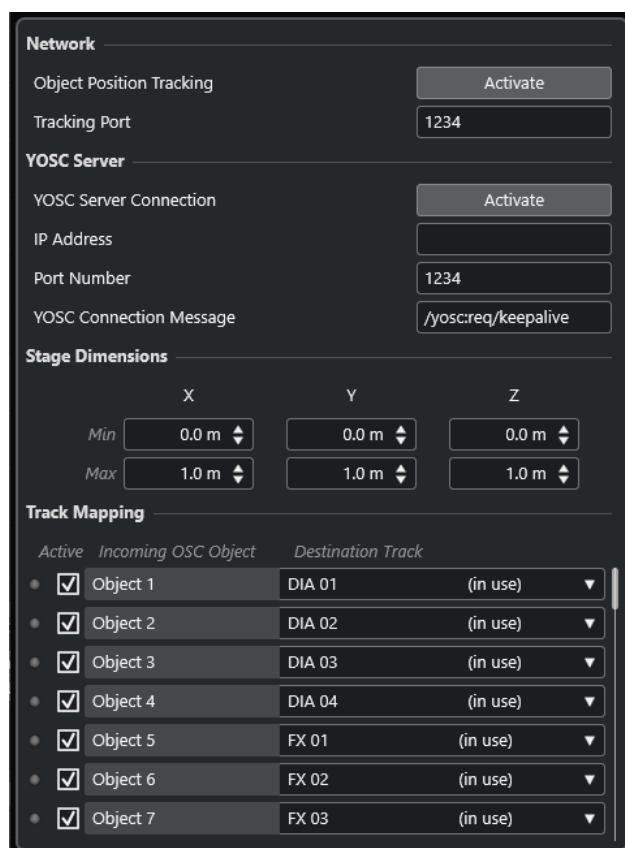 Network
Object Position Tracking Activate
Tracking Port 1234
YOSC Server
YOSC Server Connection Activate
IP Address
Port Number 1234
YOSC Connection Message /yosc:req/keepalive
Stage Dimensions
X Y Z
Min 0.0 m 0.0 m 0.0 m
Max 1.0 m 1.0 m 1.0 m
Track Mapping
Active Incoming OSC Object Destination Track
Object 1 DIA 01 (in use)
Object 2 DIA 02 (in use)
Object 3 DIA 03 (in use)
Object 4 DIA 04 (in use)
Object 5 FX 01 (in use)
Object 6 FX 02 (in use)
Object 7 FX 03 (in use)